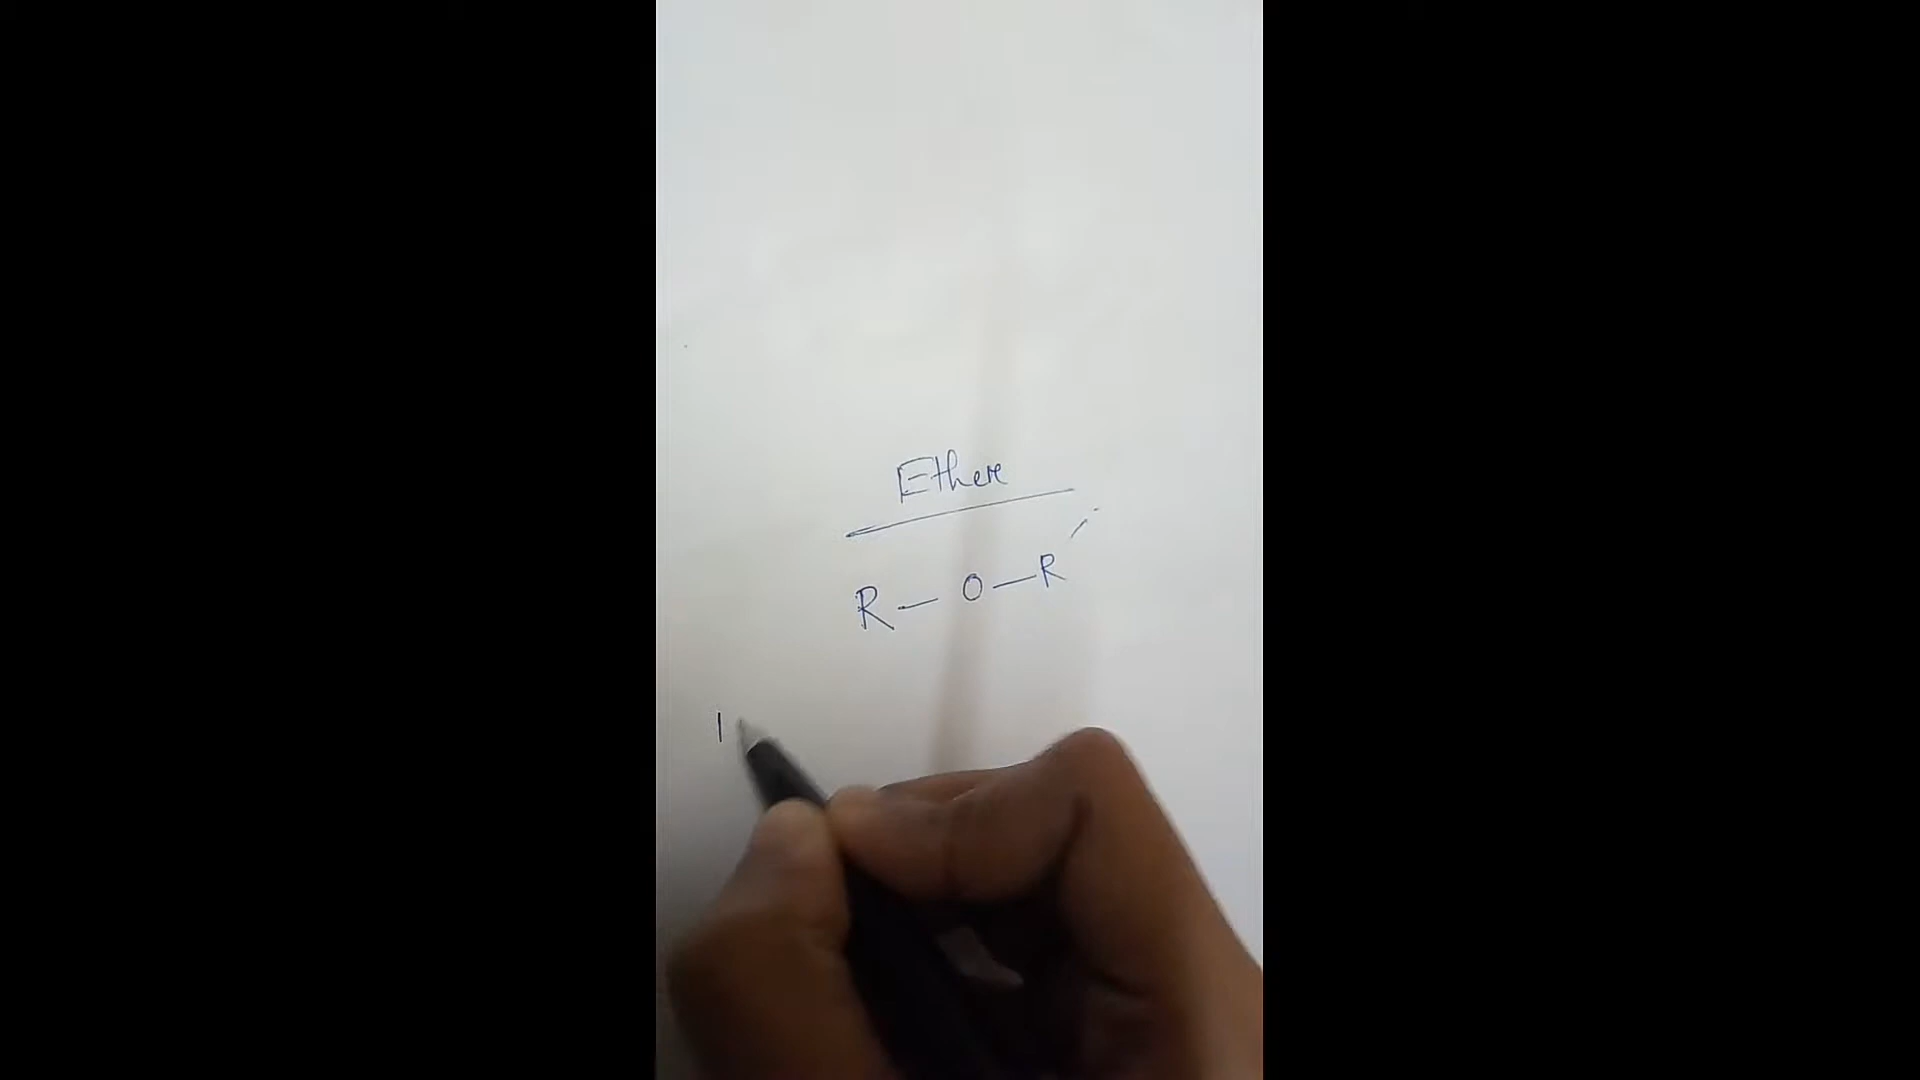 Ethere
R — O — R
1